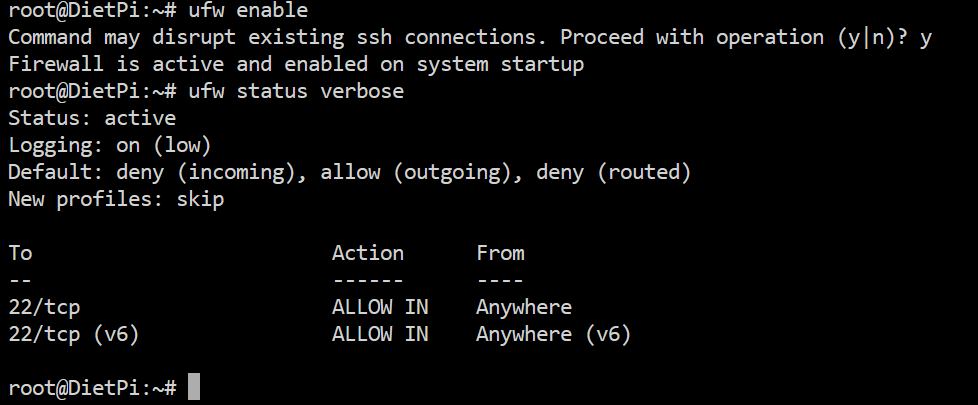 root@DietPi:~# ufw enable
Command may disrupt existing ssh connections. Proceed with operation (y|n)? y
Firewall is active and enabled on system startup
root@DietPi:~# ufw status verbose
Status: active
Logging: on (low)
Default: deny (incoming), allow (outgoing), deny (routed)
New profiles: skip
To                         Action      From
--                         ------      ----
22/tcp                     ALLOW IN    Anywhere
22/tcp (v6)                ALLOW IN    Anywhere (v6)
root@DietPi:~#